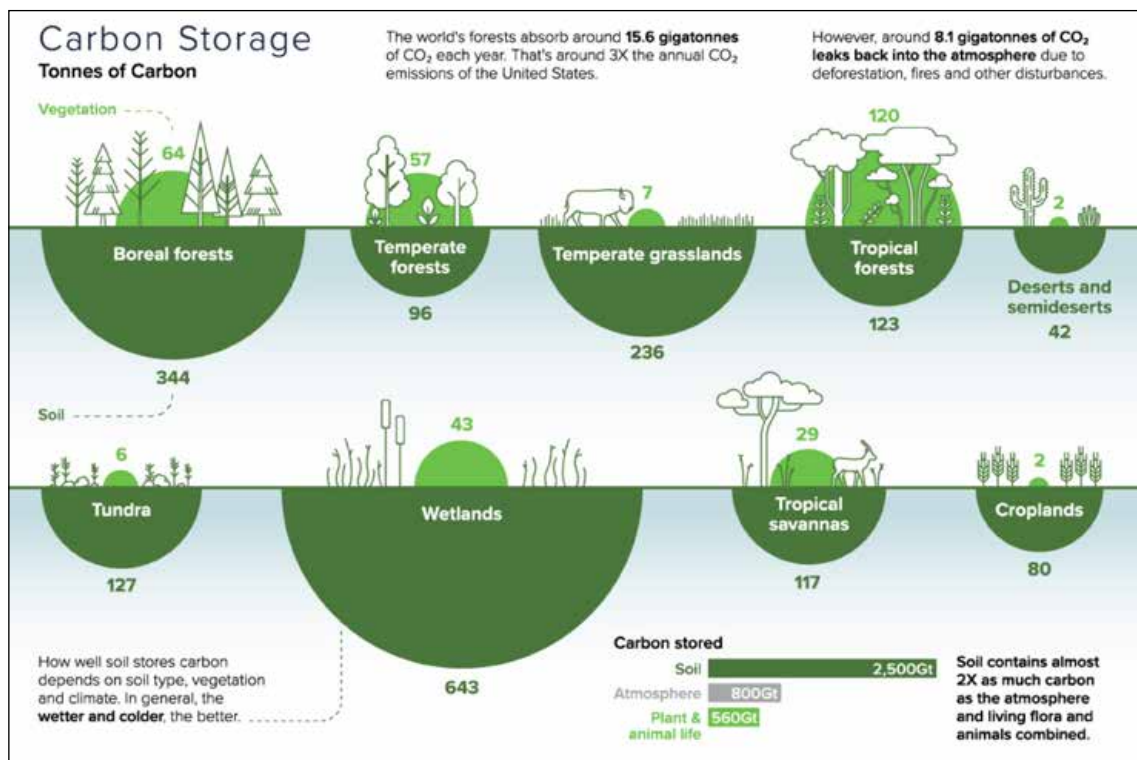 Carbon Storage
Tonnes of Carbon
The world's forests absorb around 15.6 gigatonnes
of CO₂ each year. That's around 3X the annual CO₂
emissions of the United States.
However, around 8.1 gigatonnes of CO₂
leaks back into the atmosphere due to
deforestation, fires and other disturbances.
Vegetation
64
57
7
120
2
Boreal forests
Temperate
forests
Temperate grasslands
Tropical
forests
Deserts and
semideserts
344
96
236
123
42
Soil
6
43
29
2
Tundra
Wetlands
Tropical
savannas
Croplands
127
643
117
80
How well soil stores carbon
depends on soil type, vegetation
and climate. In general, the
wetter and colder, the better.
Carbon stored
Soil 2,500Gt
Atmosphere 800Gt
Plant & 560Gt
animal life
Soil contains almost
2X as much carbon
as the atmosphere
and living flora and
animals combined.